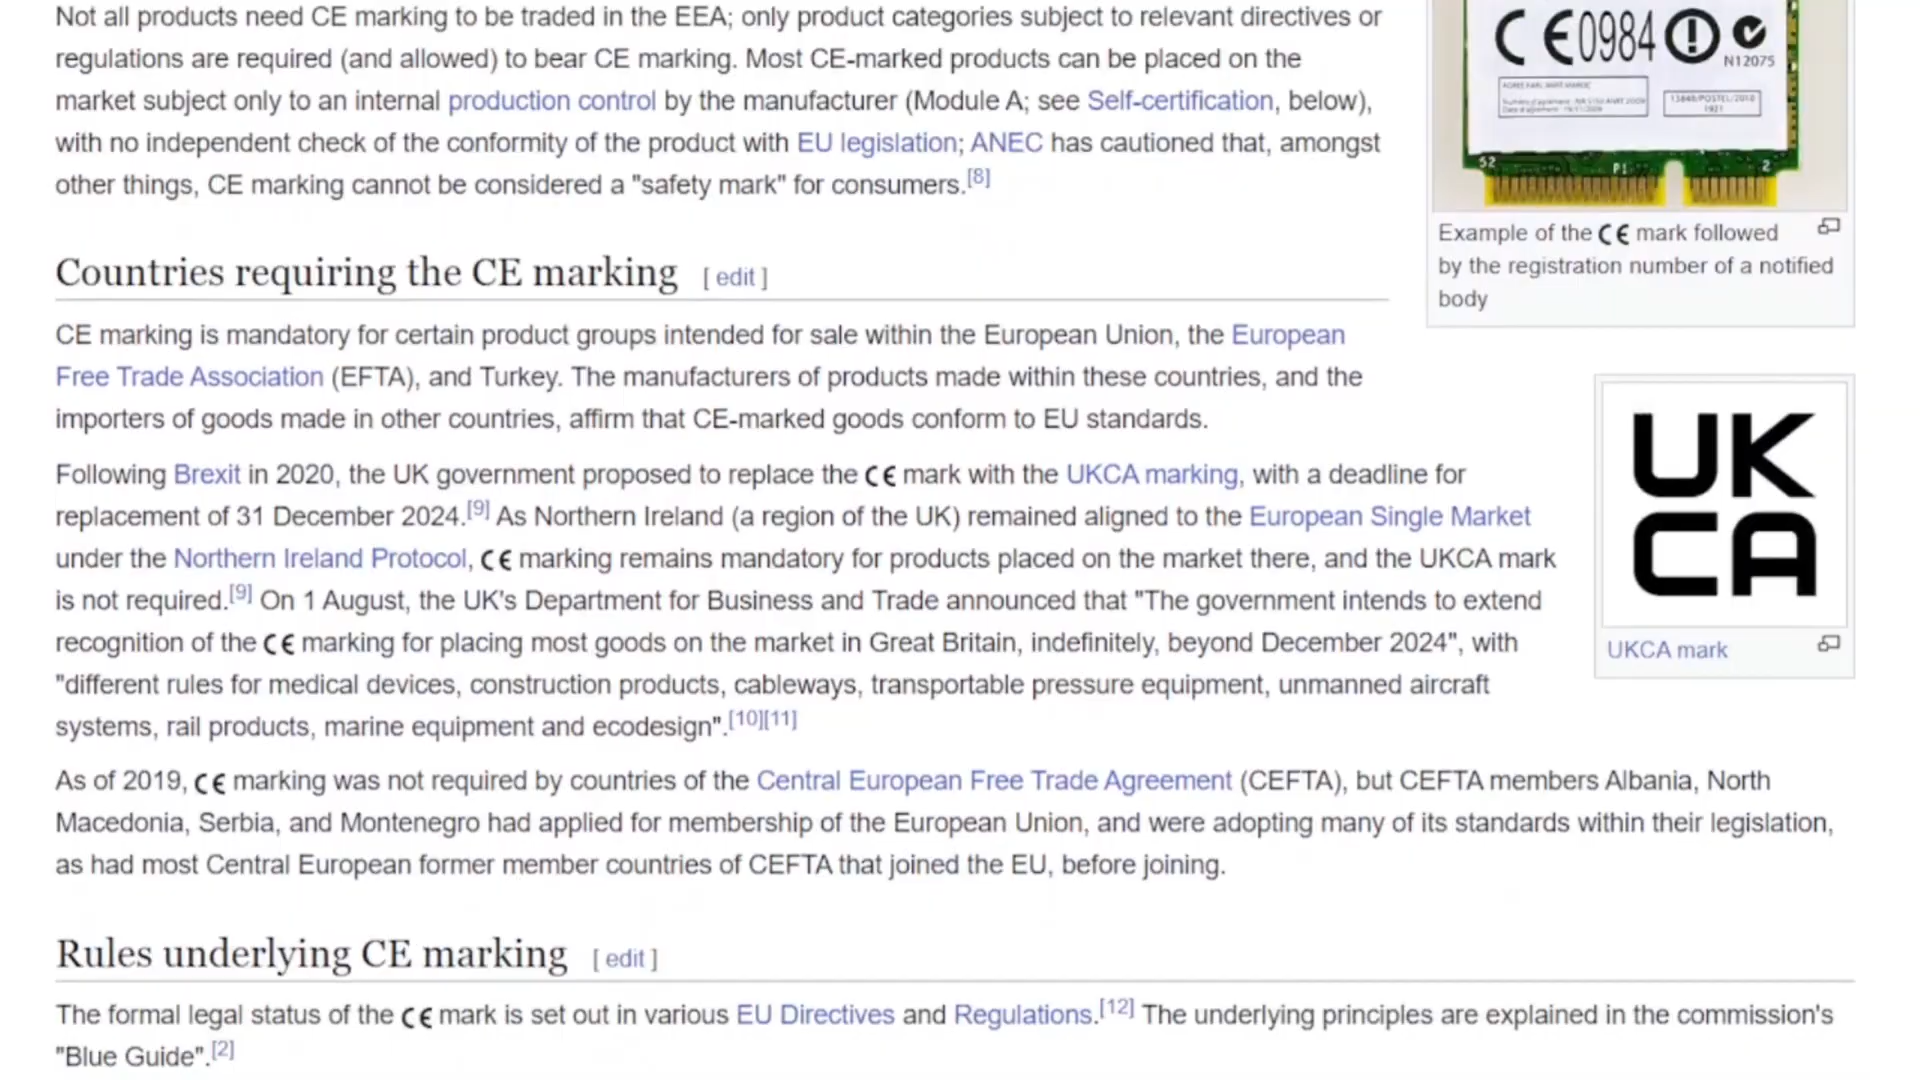 Not all products need CE marking to be traded in the EEA; only product categories subject to relevant directives or
regulations are required (and allowed) to bear CE marking. Most CE-marked products can be placed on the
market subject only to an internal production control by the manufacturer (Module A; see Self-certification, below),
with no independent check of the conformity of the product with EU legislation; ANEC has cautioned that, amongst
other things, CE marking cannot be considered a "safety mark" for consumers.[8]
CE0984
N12075
52
P1
2
Example of the CE mark followed
by the registration number of a notified
body
Countries requiring the CE marking [ edit ]
CE marking is mandatory for certain product groups intended for sale within the European Union, the European
Free Trade Association (EFTA), and Turkey. The manufacturers of products made within these countries, and the
importers of goods made in other countries, affirm that CE-marked goods conform to EU standards.
Following Brexit in 2020, the UK government proposed to replace the CE mark with the UKCA marking, with a deadline for
replacement of 31 December 2024.[9] As Northern Ireland (a region of the UK) remained aligned to the European Single Market
under the Northern Ireland Protocol, CE marking remains mandatory for products placed on the market there, and the UKCA mark
is not required.[9] On 1 August, the UK's Department for Business and Trade announced that "The government intends to extend
recognition of the CE marking for placing most goods on the market in Great Britain, indefinitely, beyond December 2024", with
"different rules for medical devices, construction products, cableways, transportable pressure equipment, unmanned aircraft
systems, rail products, marine equipment and ecodesign".[10][11]
UK
CA
UKCA mark
As of 2019, CE marking was not required by countries of the Central European Free Trade Agreement (CEFTA), but CEFTA members Albania, North
Macedonia, Serbia, and Montenegro had applied for membership of the European Union, and were adopting many of its standards within their legislation,
as had most Central European former member countries of CEFTA that joined the EU, before joining.
Rules underlying CE marking [ edit ]
The formal legal status of the CE mark is set out in various EU Directives and Regulations.[12] The underlying principles are explained in the commission's
"Blue Guide".[2]